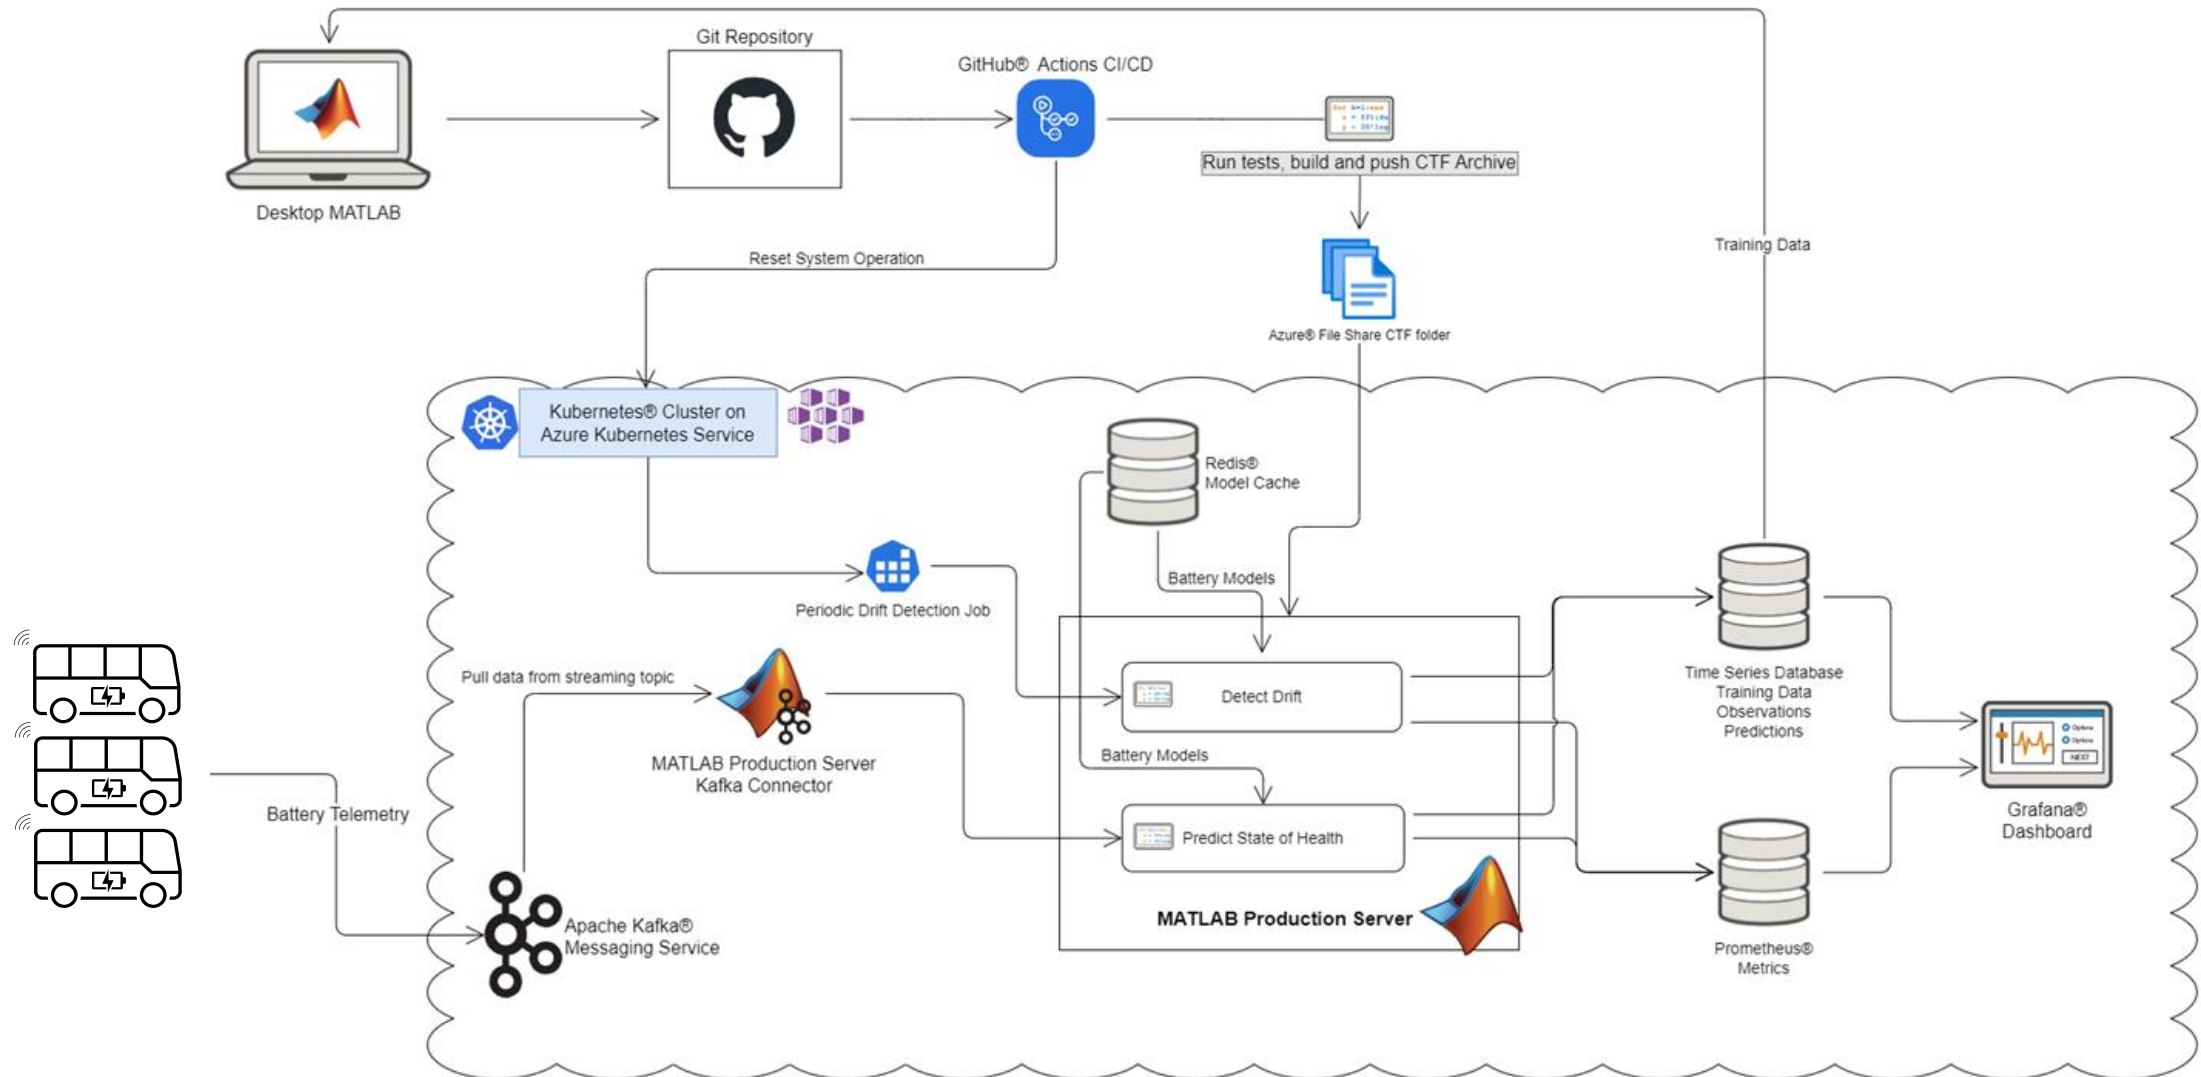 Git Repository
GitHub® Actions CI/CD
Run tests, build and push CTF Archive
Desktop MATLAB
Training Data
Reset System Operation
Azure® File Share CTF folder
Kubernetes® Cluster on
Azure Kubernetes Service
Redis®
Model Cache
Battery Models
Periodic Drift Detection Job
Pull data from streaming topic
Detect Drift
Time Series Database
Training Data
Observations
Predictions
MATLAB Production Server
Kafka Connector
Battery Models
Battery Telemetry
Predict State of Health
Options
Options
NEXT
Grafana®
Dashboard
Apache Kafka®
Messaging Service
MATLAB Production Server
Prometheus®
Metrics